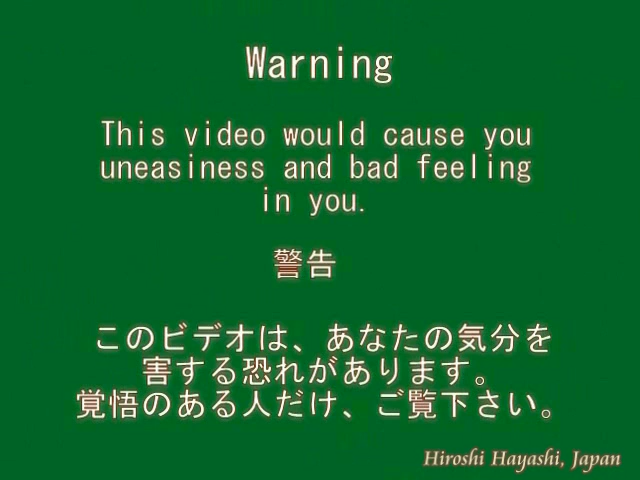 Warning
This video would cause you
uneasiness and bad feeling
in you.
警告
このビデオは、あなたの気分を
害する恐れがあります。
覚悟のある人だけ、ご覧下さい。
Hiroshi Hayashi, Japan